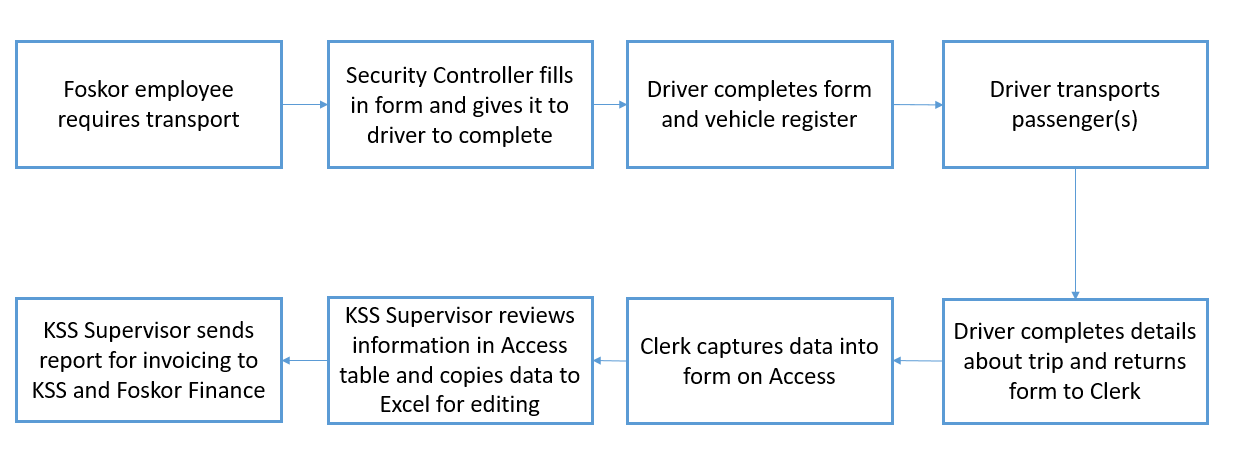 Foskor employee
requires transport
Security Controller fills
in form and gives it to
driver to complete
Driver completes form
and vehicle register
Driver transports
passenger(s)
Driver completes details
about trip and returns
form to Clerk
Clerk captures data into
form on Access
KSS Supervisor reviews
information in Access
table and copies data to
Excel for editing
KSS Supervisor sends
report for invoicing to
KSS and Foskor Finance